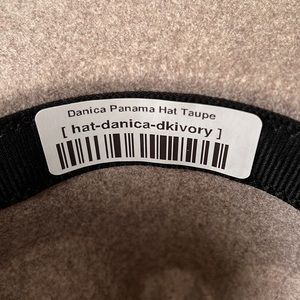 Danica Panama Hat Taupe
[ hat-danica-dkivory ]